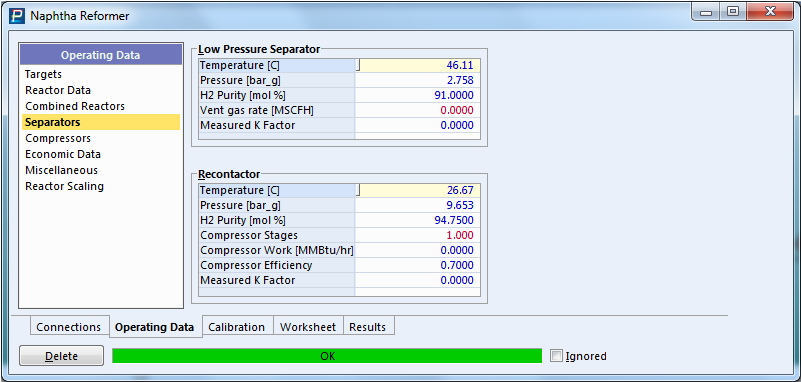 Naphtha Reformer
Operating Data
Targets
Reactor Data
Combined Reactors
Separators
Compressors
Economic Data
Miscellaneous
Reactor Scaling
Low Pressure Separator
Temperature [C] 46.11
Pressure [bar_g] 2.758
H2 Purity [mol %] 91.0000
Vent gas rate [MSCFH] 0.0000
Measured K Factor 0.0000
Recontactor
Temperature [C] 26.67
Pressure [bar_g] 9.653
H2 Purity [mol %] 94.7500
Compressor Stages 1.000
Compressor Work [MMBtu/hr] 0.0000
Compressor Efficiency 0.7000
Measured K Factor 0.0000
Connections Operating Data Calibration Worksheet Results
Delete OK Ignored